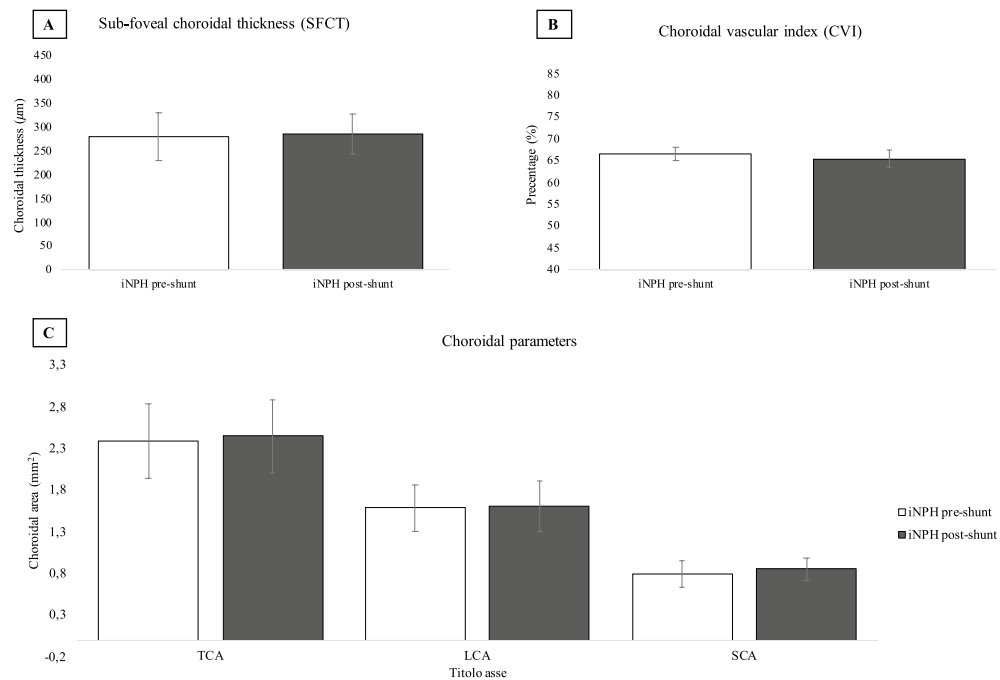 A
Sub-foveal choroidal thickness (SFCT)
Choroidal thickness (μm)
450
400
350
300
250
200
150
100
50
0
iNPH pre-shunt
iNPH post-shunt
B
Choroidal vascular index (CVI)
Precentage (%)
85
80
75
70
65
60
55
50
45
40
iNPH pre-shunt
iNPH post-shunt
C
Choroidal parameters
Choroidal area (mm²)
3,3
2,8
2,3
1,8
1,3
0,8
0,3
-0,2
TCA
LCA
SCA
Titolo asse
iNPH pre-shunt
iNPH post-shunt